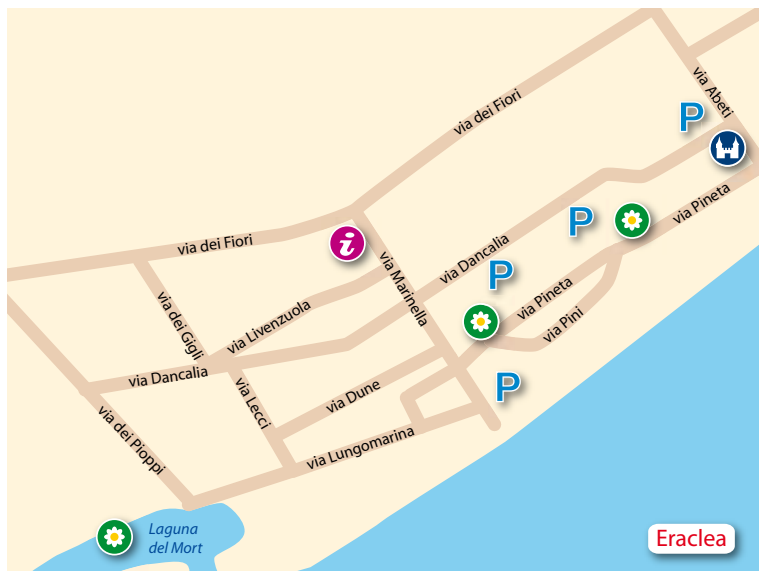 via Abeti
via dei Fiori
P
via Pineta
P
via dei Fiori
i
via Marinella
via Dancalia
P
via Pineta
via dei Gigli
via Livenzuola
via Pini
via Dancalia
via Lecci
via Dune
P
via dei Pioppi
via Lungomarina
Laguna
del Mort
Eraclea